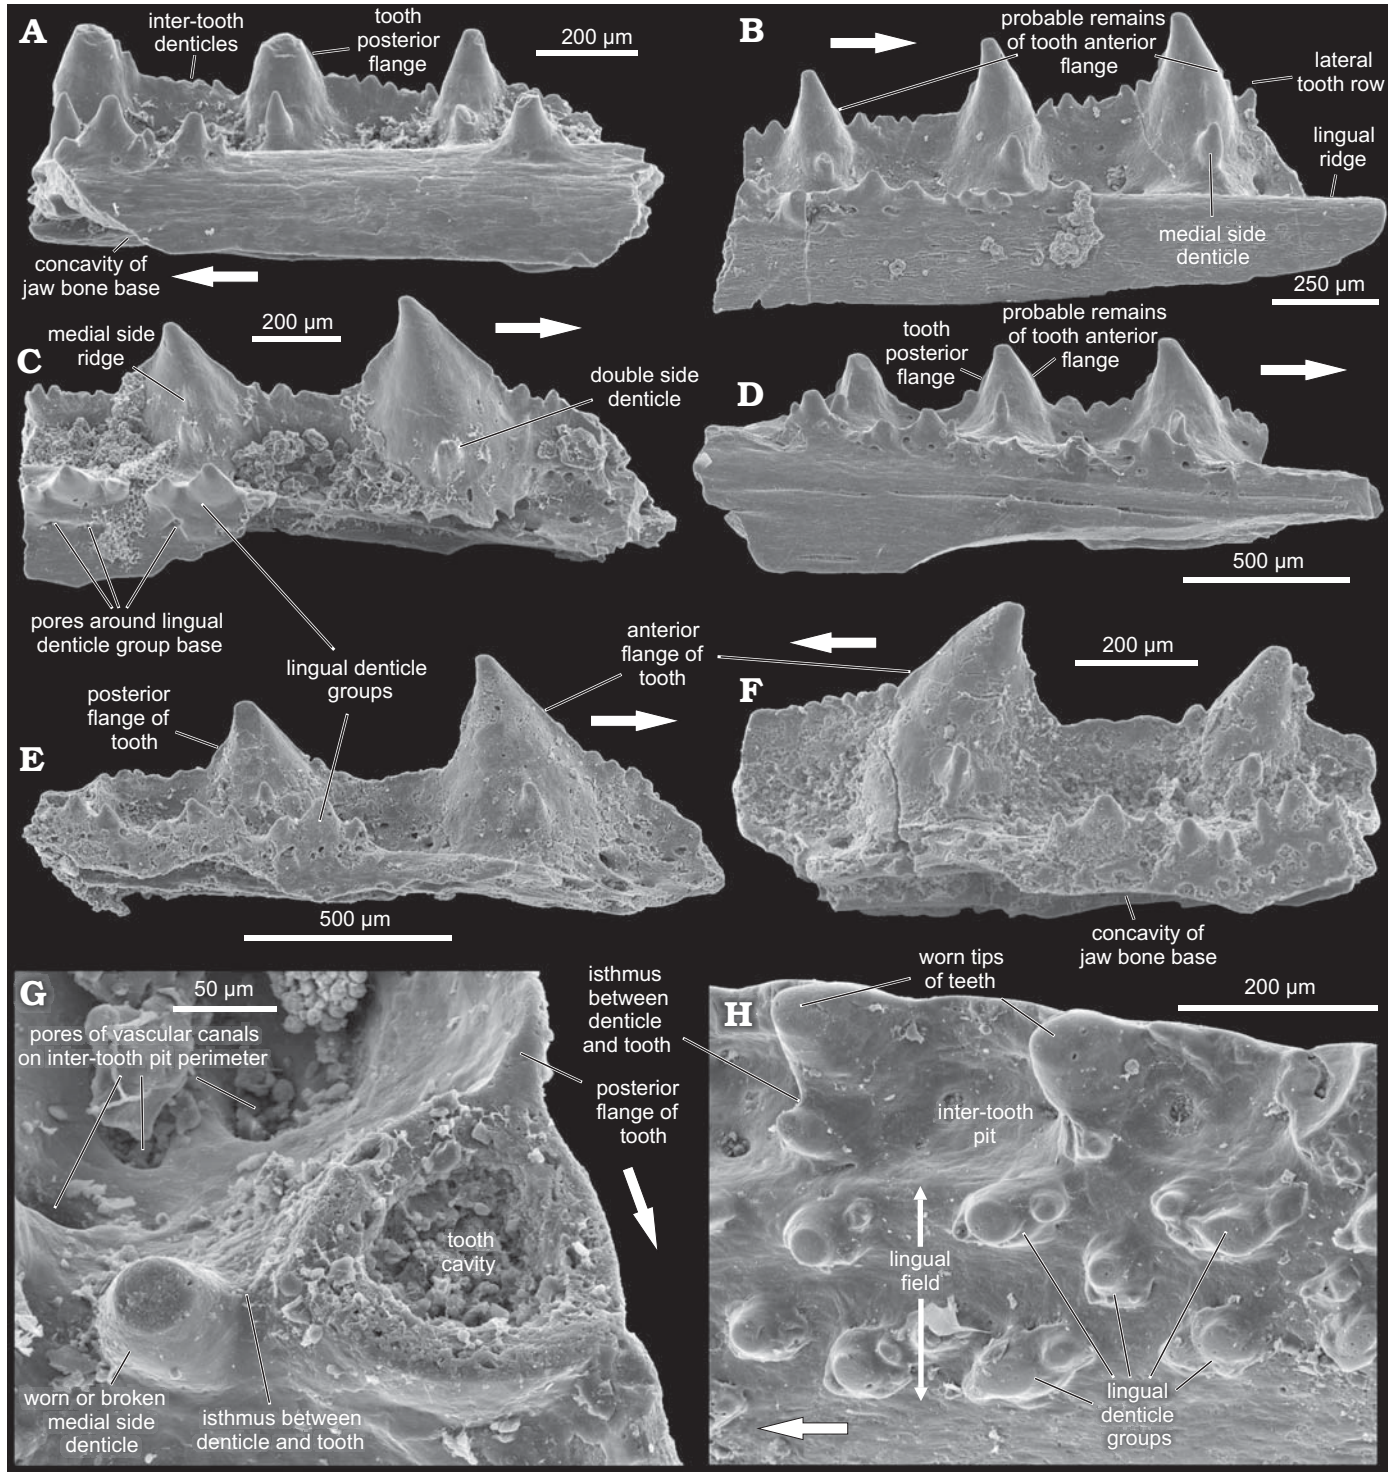 A
inter-tooth
denticles
tooth
posterior
flange
200 µm
concavity of
jaw bone base
B
probable remains
of tooth anterior
flange
lateral
tooth row
lingual
ridge
medial side
denticle
250 µm
C
medial side
ridge
200 µm
double side
denticle
pores around lingual
denticle group base
lingual denticle
groups
D
tooth
posterior
flange
probable remains
of tooth anterior
flange
500 µm
E
posterior
flange of
tooth
anterior
flange of
tooth
500 µm
F
200 µm
concavity of
jaw bone base
G
50 µm
pores of vascular canals
on inter-tooth pit perimeter
tooth
cavity
worn or broken
medial side
denticle
isthmus between
denticle and tooth
isthmus
between
denticle
and tooth
posterior
flange of
tooth
H
worn tips
of teeth
200 µm
inter-tooth
pit
lingual
field
lingual
denticle
groups